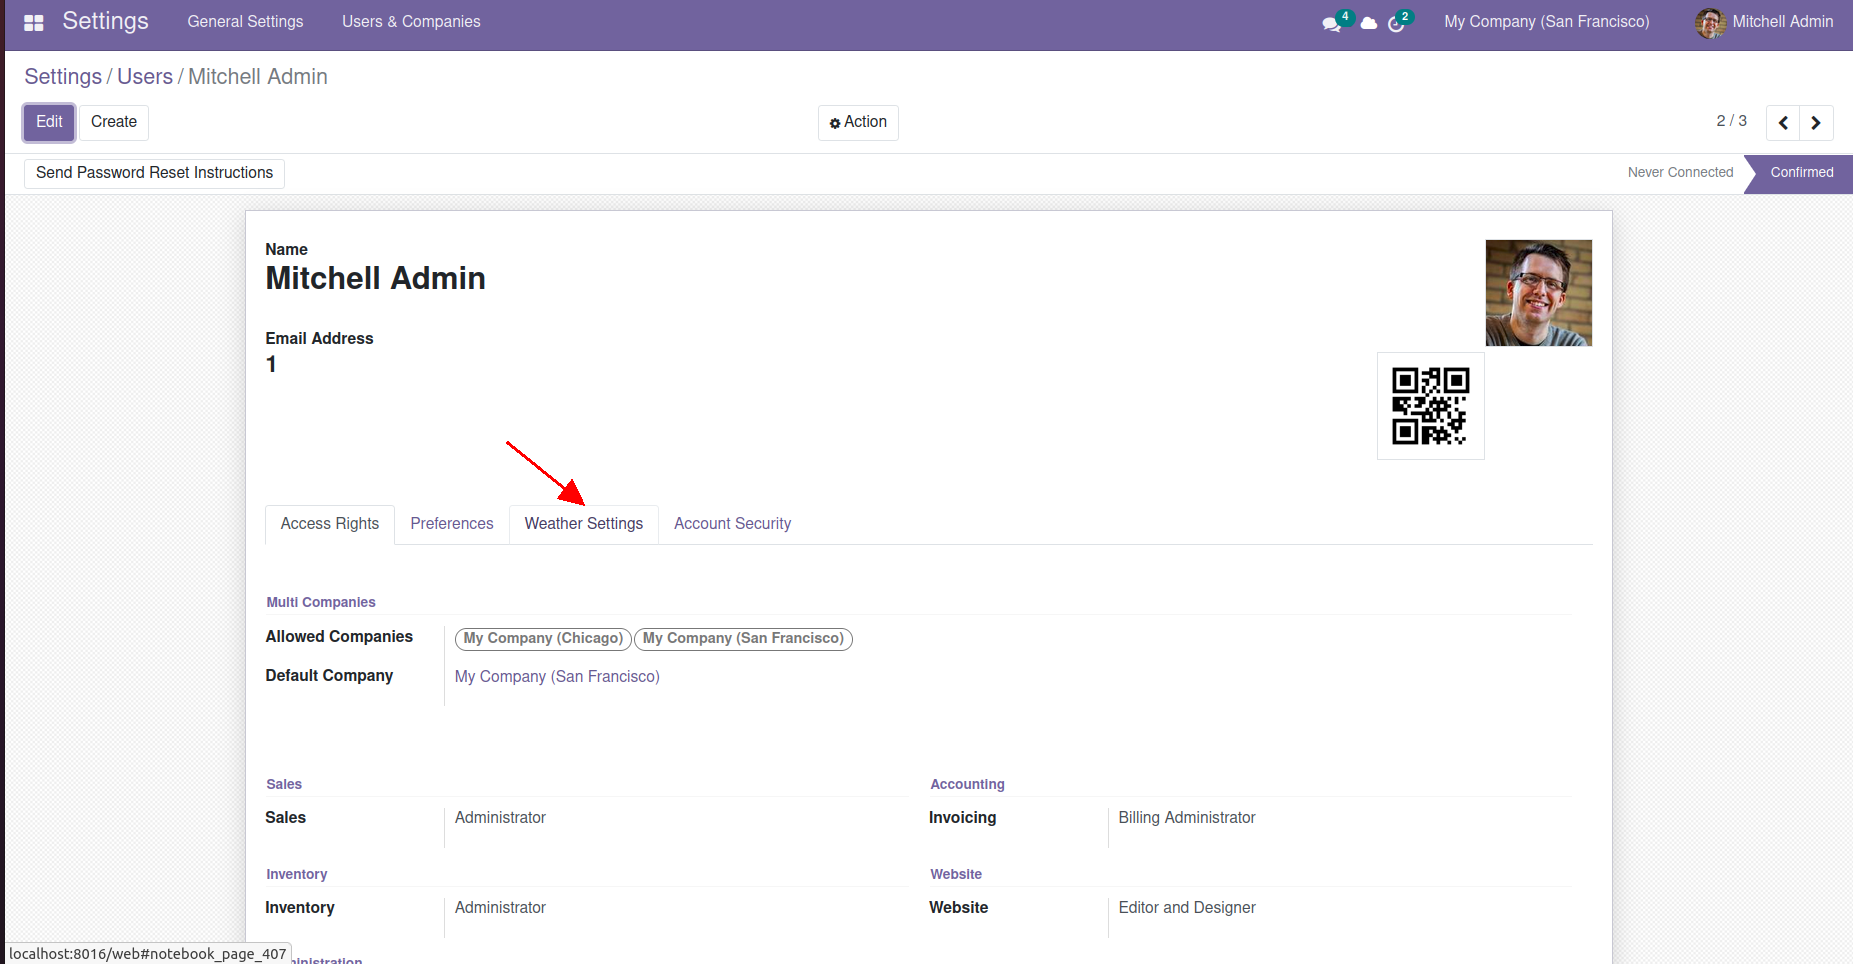 Settings General Settings Users & Companies 4 2 My Company (San Francisco) Mitchell Admin
Settings / Users / Mitchell Admin
Edit Create Action 2 / 3
Send Password Reset Instructions Never Connected Confirmed
Name
Mitchell Admin
Email Address
1
Access Rights Preferences Weather Settings Account Security
Multi Companies
Allowed Companies My Company (Chicago) My Company (San Francisco)
Default Company My Company (San Francisco)
Sales Accounting
Sales Administrator Invoicing Billing Administrator
Inventory Website
Inventory Administrator Website Editor and Designer
localhost:8016/web#notebook_page_407